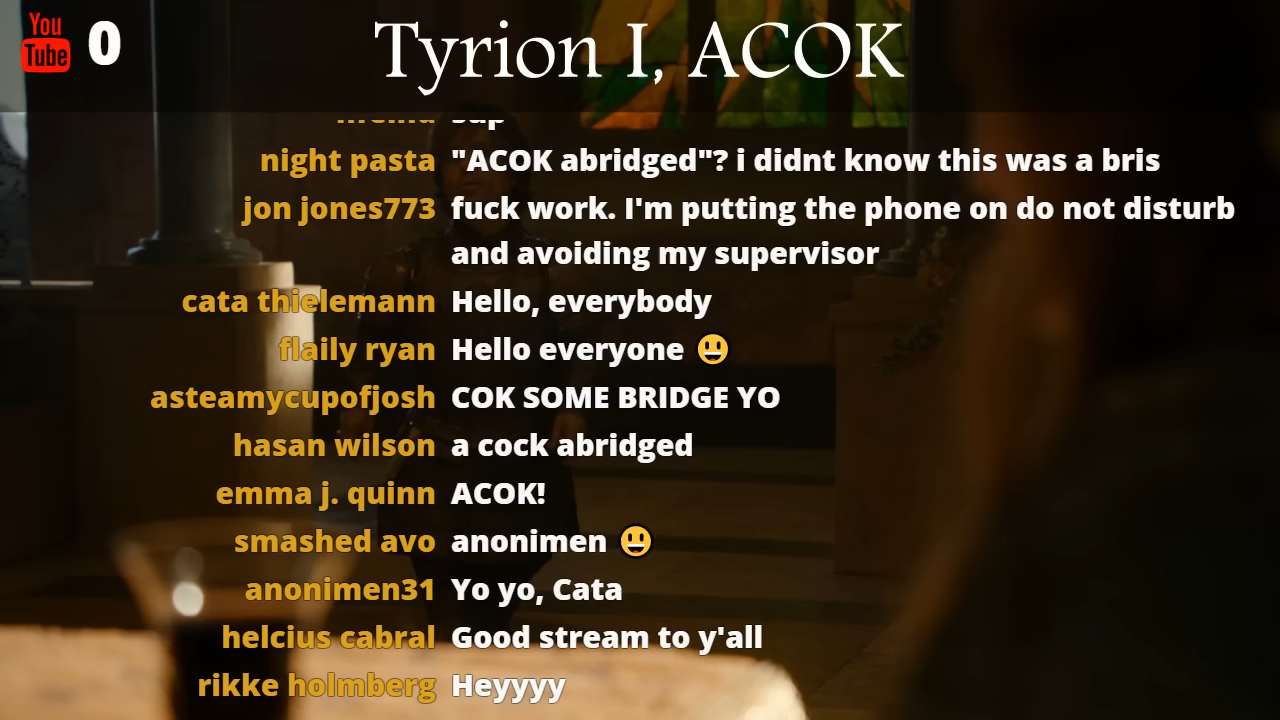 You Tube 0
Tyrion I, ACOK
sup
night pasta "ACOK abridged"? i didnt know this was a bris
jon jones773 fuck work. I'm putting the phone on do not disturb
and avoiding my supervisor
cata thielemann Hello, everybody
flaily ryan Hello everyone 😃
asteamycupofjosh COK SOME BRIDGE YO
hasan wilson a cock abridged
emma j. quinn ACOK!
smashed avo anonimen 😃
anonimen31 Yo yo, Cata
helcius cabral Good stream to y'all
rikke holmberg Heyyyy